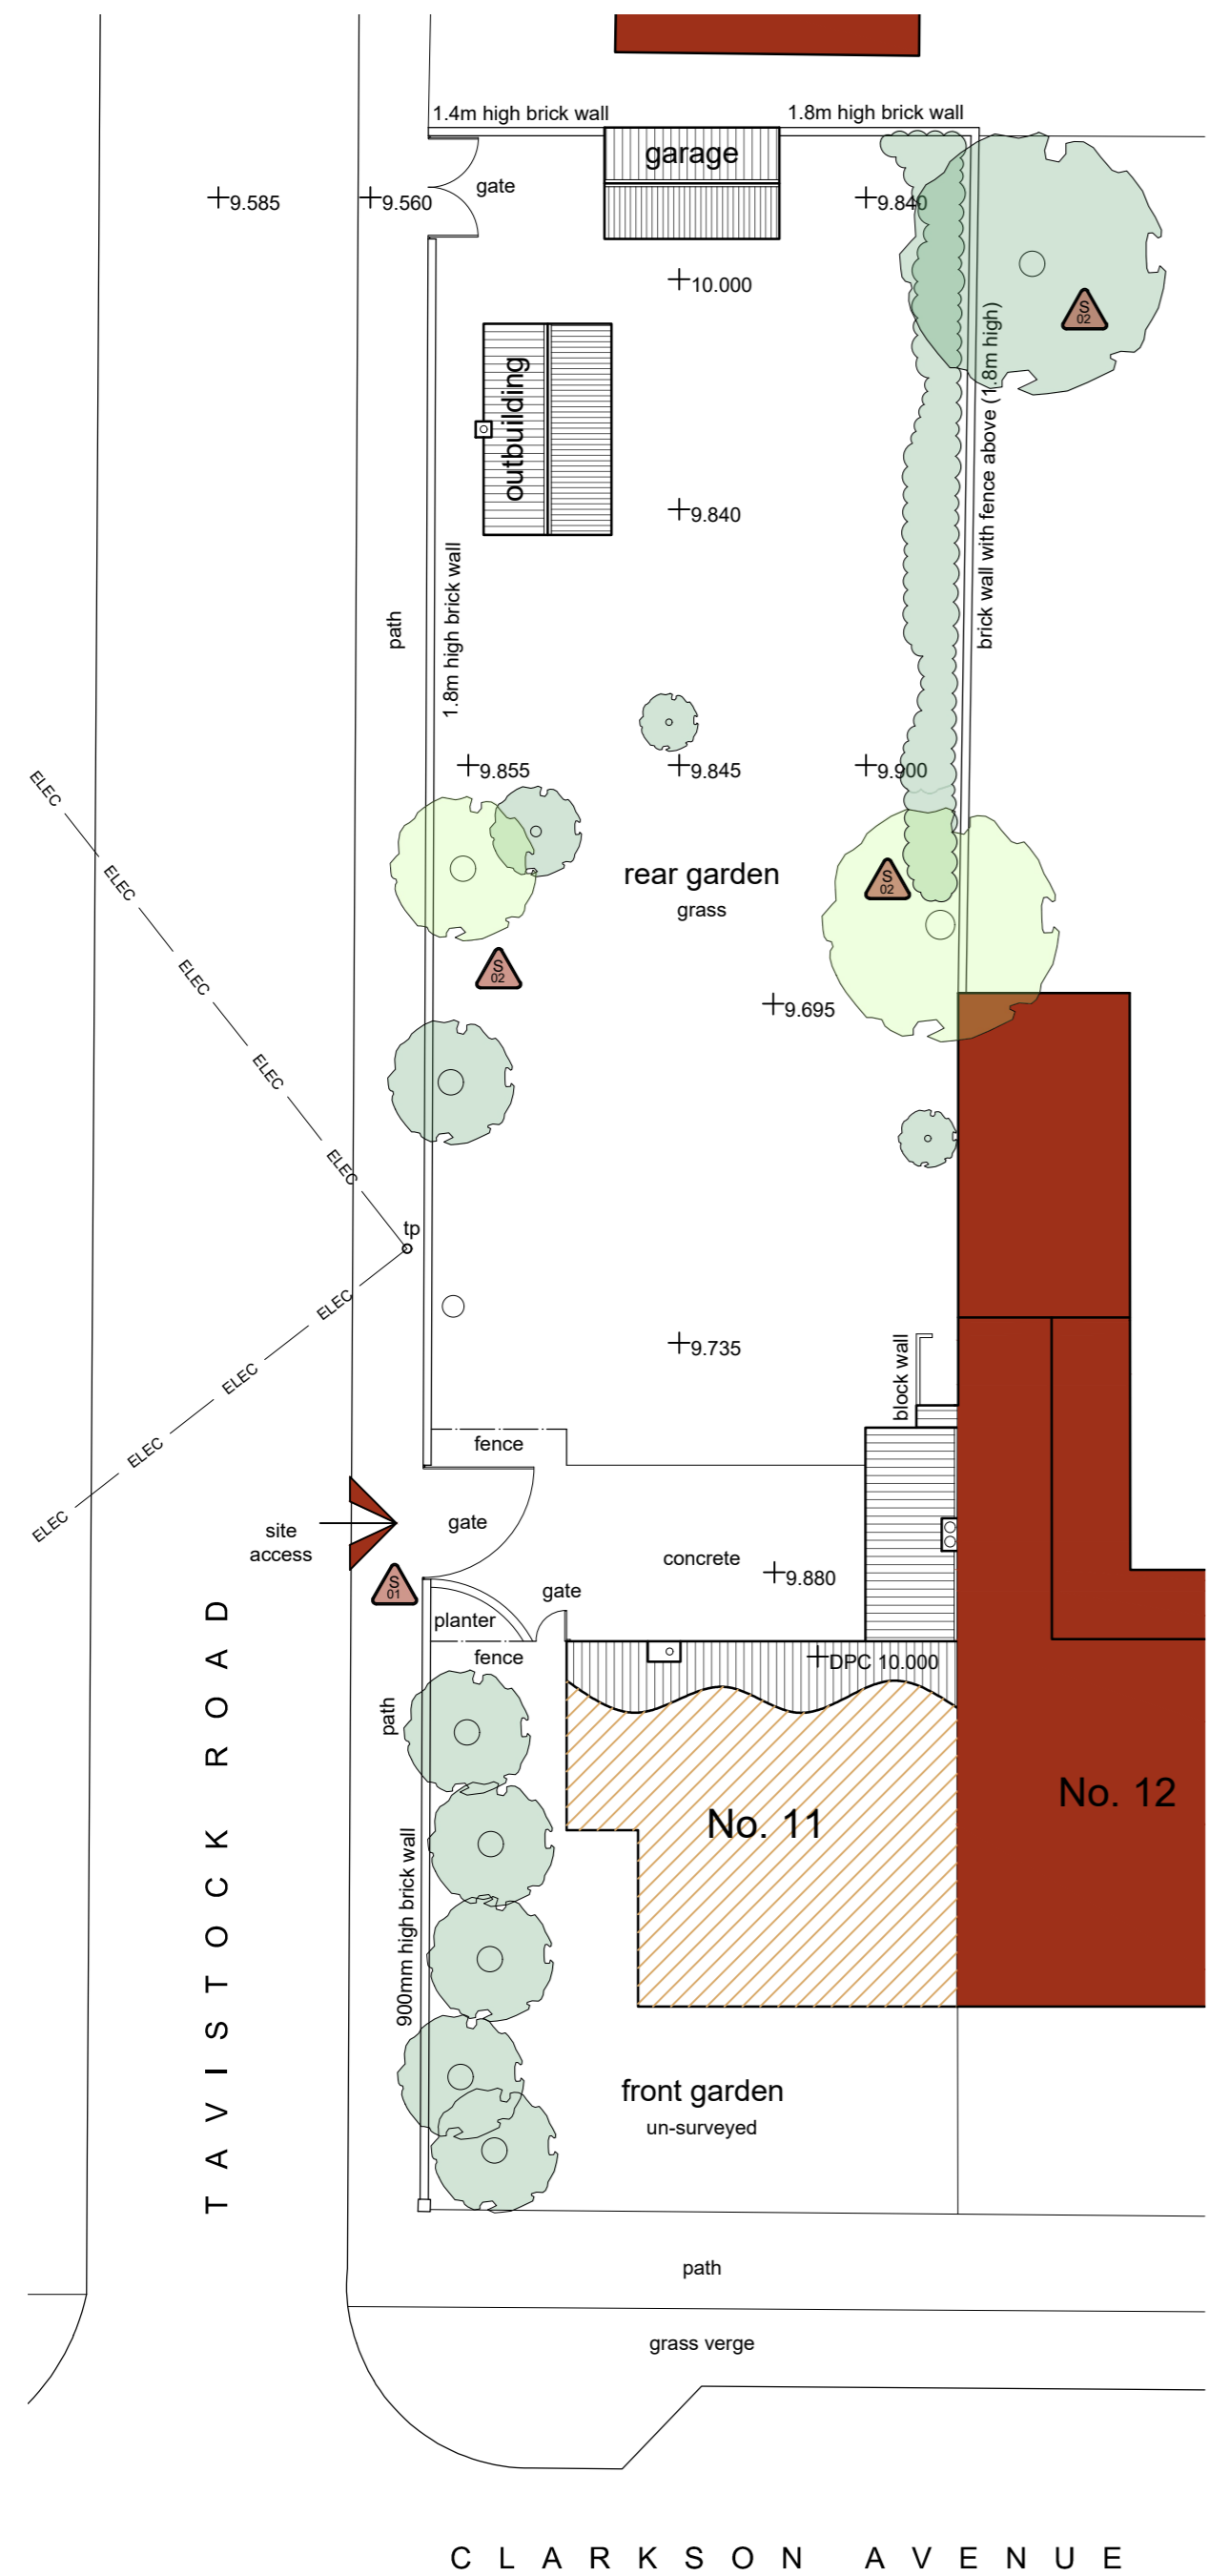 1.4m high brick wall
1.8m high brick wall
garage
gate
9.585
9.560
9.840
10.000
S
02
outbuilding
brick wall with fence above (1.8m high)
9.840
path
1.8m high brick wall
9.855
9.845
9.900
ELEC
ELEC
ELEC
ELEC
ELEC
rear garden
grass
S
02
S
02
9.695
tp
ELEC
ELEC
ELEC
ELEC
9.735
block wall
fence
site
access
gate
concrete
9.880
S
01
gate
planter
fence
DPC 10.000
path
No. 12
No. 11
900mm high brick wall
TAVISTOCK ROAD
front garden
un-surveyed
path
grass verge
CLARKSON AVENUE